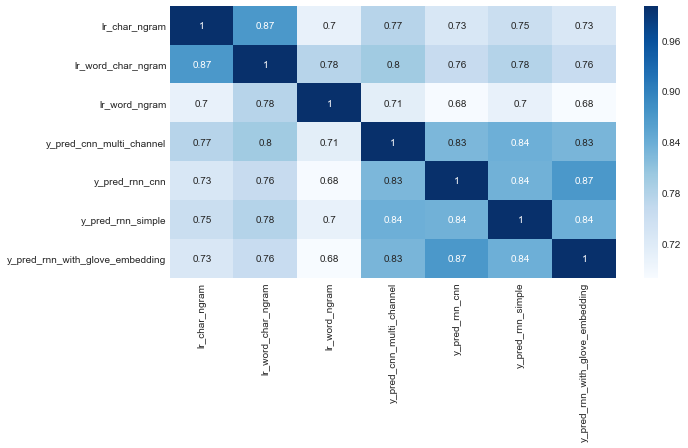 lr_char_ngram 1 0.87 0.7 0.77 0.73 0.75 0.73
lr_word_char_ngram 0.87 1 0.78 0.8 0.76 0.78 0.76
lr_word_ngram 0.7 0.78 1 0.71 0.68 0.7 0.68
y_pred_cnn_multi_channel 0.77 0.8 0.71 1 0.83 0.84 0.83
y_pred_rnn_cnn 0.73 0.76 0.68 0.83 1 0.84 0.87
y_pred_rnn_simple 0.75 0.78 0.7 0.84 0.84 1 0.84
y_pred_rnn_with_glove_embedding 0.73 0.76 0.68 0.83 0.87 0.84 1
lr_char_ngram
lr_word_char_ngram
lr_word_ngram
y_pred_cnn_multi_channel
y_pred_rnn_cnn
y_pred_rnn_simple
y_pred_rnn_with_glove_embedding
0.96
0.90
0.84
0.78
0.72